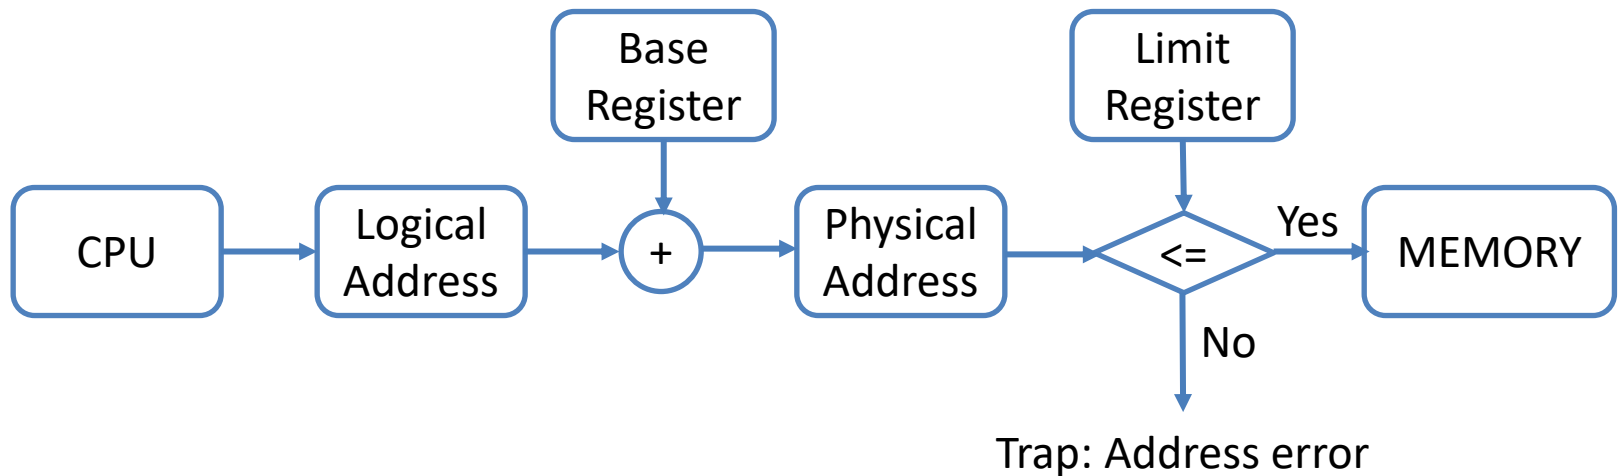 Base
Register
Limit
Register
CPU
Logical
Address
+
Physical
Address
<=
Yes
MEMORY
No
Trap: Address error